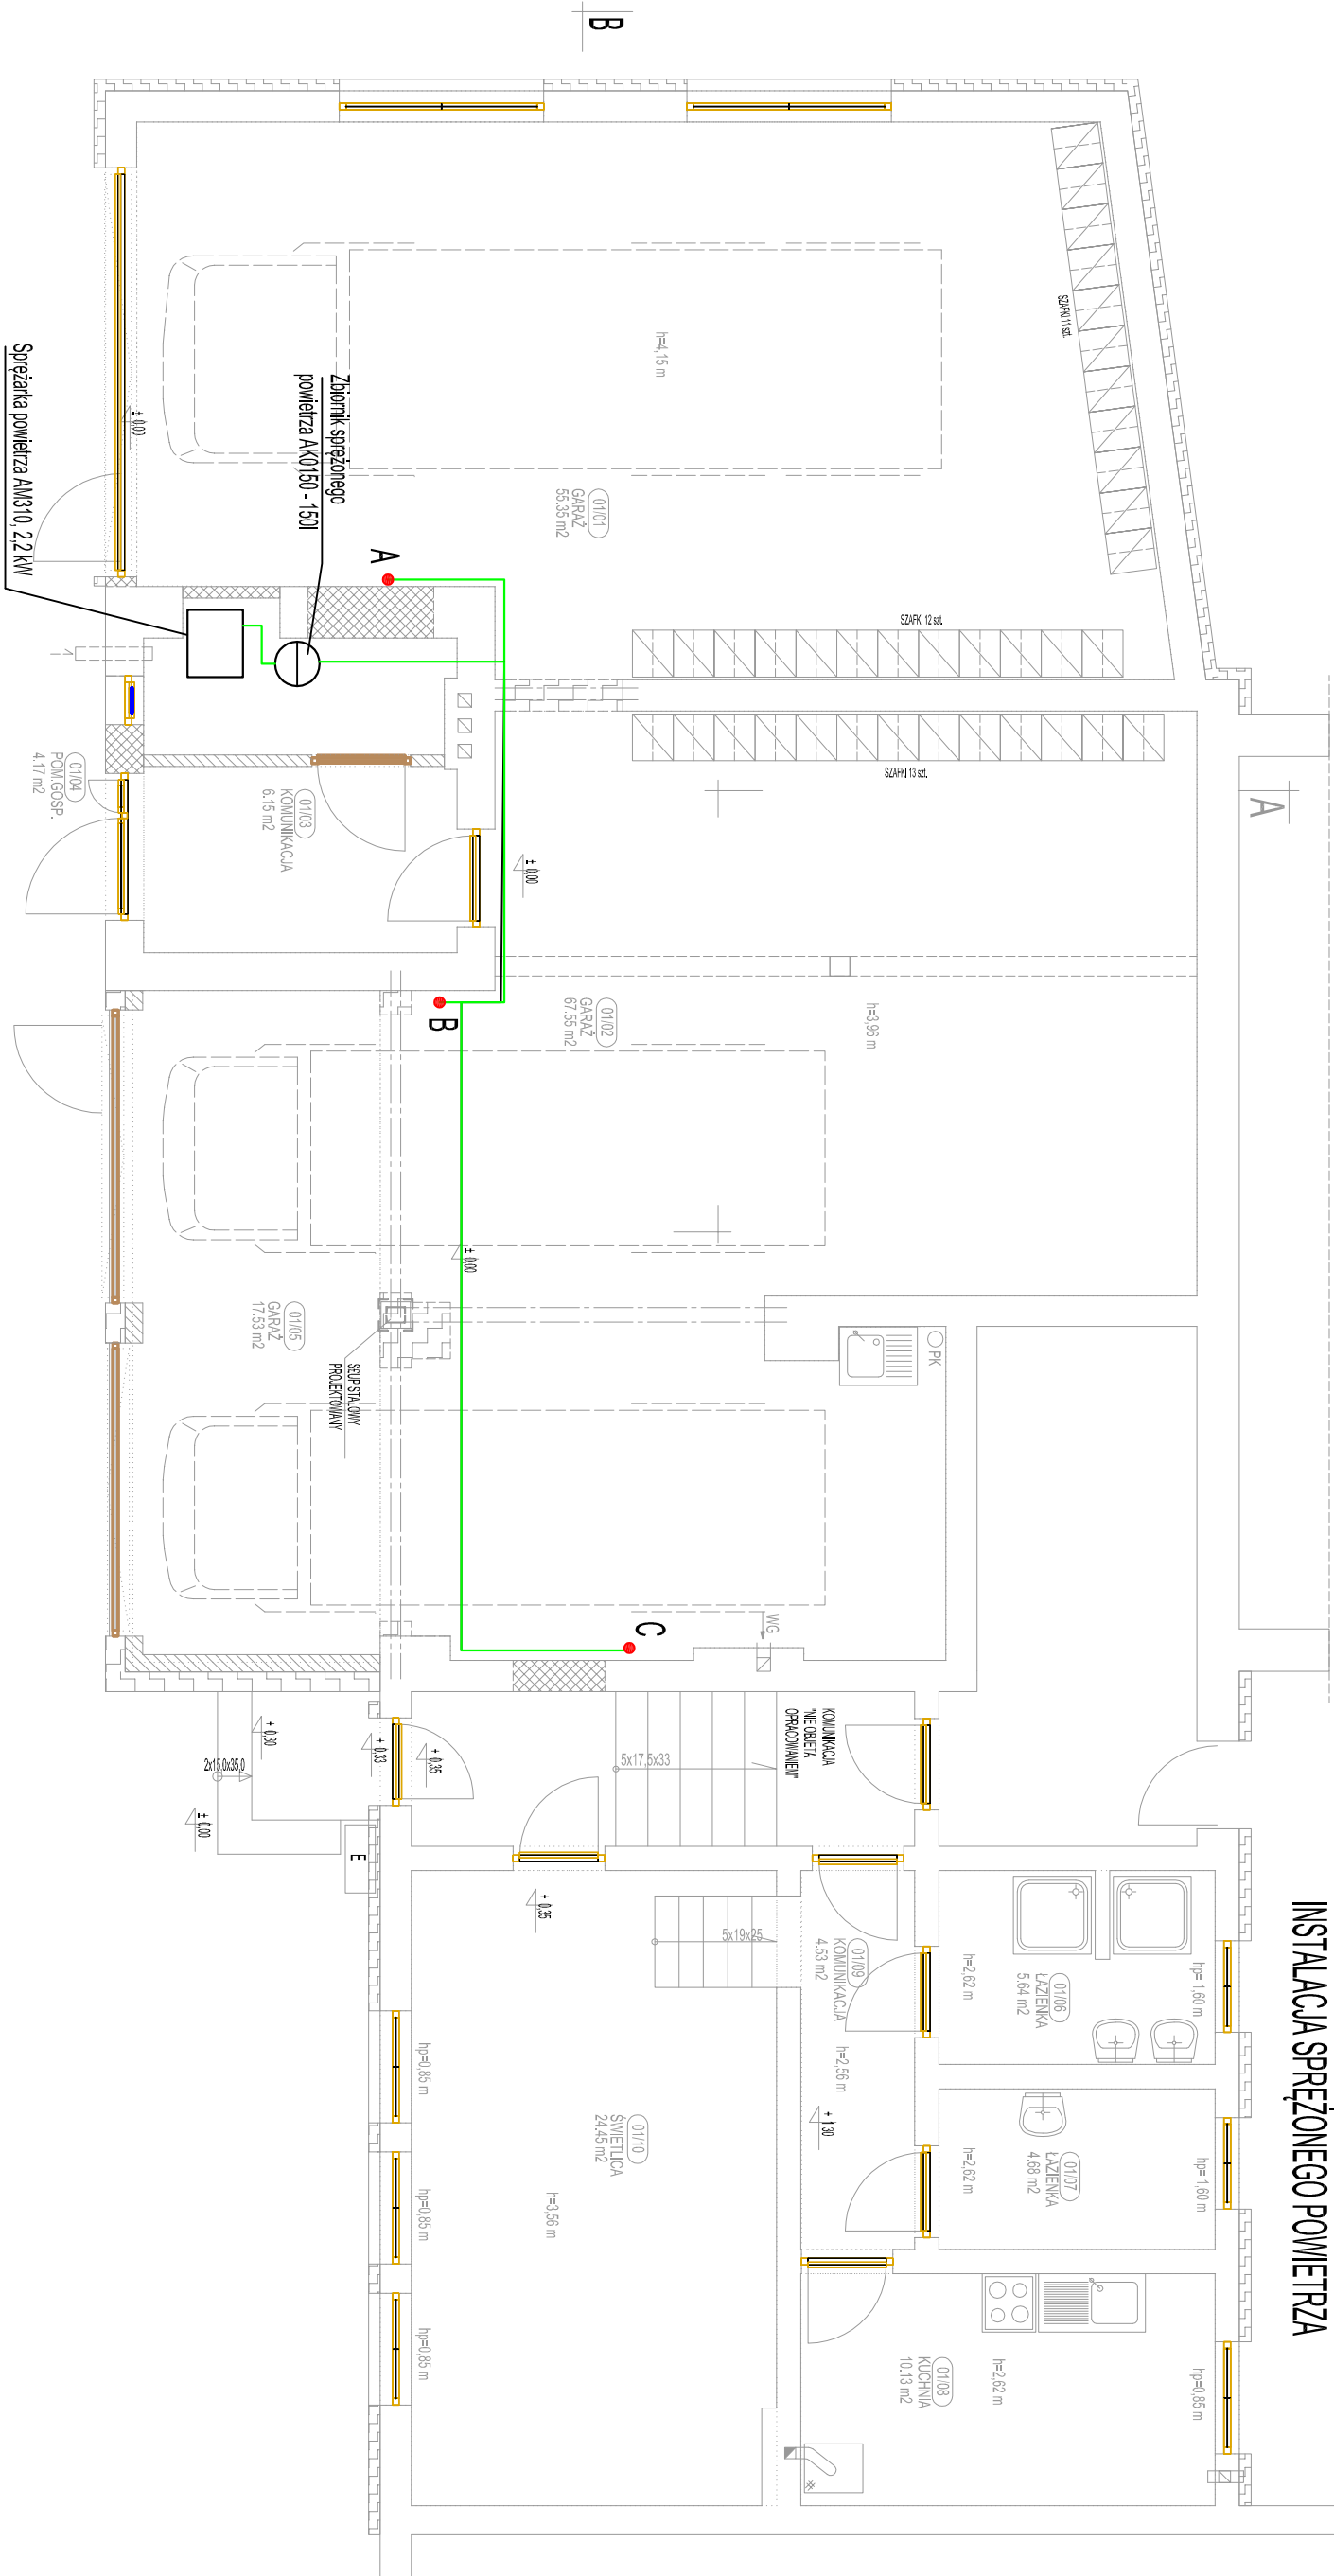 INSTALACJA SPRĘŻONEGO POWIETRZA
B
A
SZAFKI 11 szt.
h=4,15 m
01/01
GARAŻ
55.35 m2
SZAFKI 12 szt.
SZAFKI 13 szt.
Zbiornik sprężonego
powietrza AK0150 - 150l
Sprężarka powietrza AM310, 2,2 kW
± 0,00
A
01/04
POM.GOSP.
4.17 m2
01/03
KOMUNIKACJA
6.15 m2
± 0,00
B
01/02
GARAŻ
67.55 m2
h=3,96 m
± 0,00
01/05
GARAŻ
17.53 m2
SŁUP STALOWY
PROJEKTOWANY
PK
WG
C
KOMUNIKACJA
"NIE OBJETA
OPRACOWANIEM"
5x17,5x33
+ 0,30
+ 0,33
+ 0,35
2x15,0x35,0
± 0,00
E
+ 0,35
5x19x25
01/09
KOMUNIKACJA
4.53 m2
h=2,56 m
+ 1,30
h=2,62 m
01/06
ŁAZIENKA
5.64 m2
hp= 1,60 m
h=2,62 m
01/07
ŁAZIENKA
4.68 m2
hp= 1,60 m
01/10
ŚWIETLICA
24.45 m2
h=3,56 m
hp=0,85 m
hp=0,85 m
hp=0,85 m
01/08
KUCHNIA
10.13 m2
h=2,62 m
hp=0,85 m